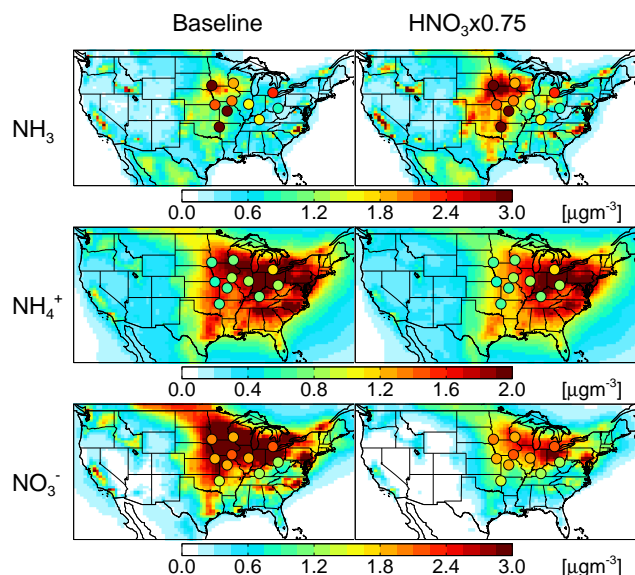 Baseline HNO₃x0.75
NH₃
0.0 0.6 1.2 1.8 2.4 3.0 [µgm⁻³]
NH₄⁺
0.0 0.4 0.8 1.2 1.6 2.0 [µgm⁻³]
NO₃⁻
0.0 0.6 1.2 1.8 2.4 3.0 [µgm⁻³]